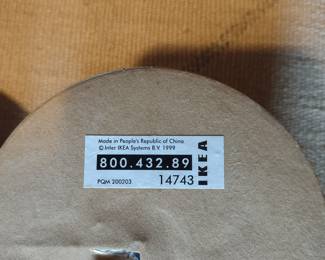 Made in People's Republic of China
© Inter IKEA Systems B.V. 1999
800.432.89
PQM 200203
14743
IKEA